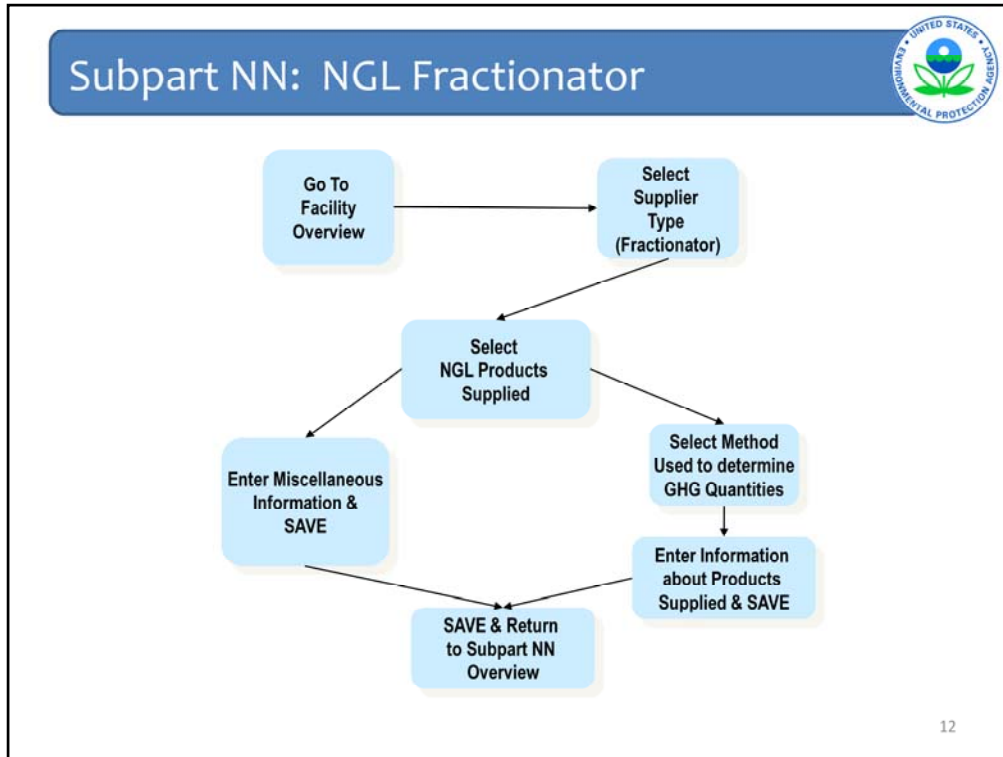 Subpart NN: NGL Fractionator
UNITED STATES
ENVIRONMENTAL PROTECTION AGENCY
Go To
Facility
Overview
Select
Supplier
Type
(Fractionator)
Select
NGL Products
Supplied
Enter Miscellaneous
Information &
SAVE
Select Method
Used to determine
GHG Quantities
Enter Information
about Products
Supplied & SAVE
SAVE & Return
to Subpart NN
Overview
12